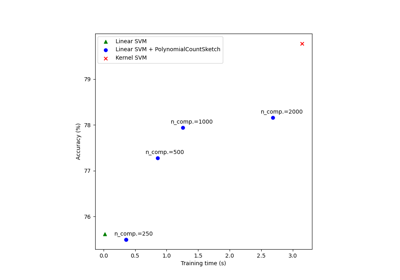 Linear SVM
Linear SVM + PolynomialCountSketch
Kernel SVM
79
78
77
76
Accuracy (%)
n_comp.=2000
n_comp.=1000
n_comp.=500
n_comp.=250
0.0 0.5 1.0 1.5 2.0 2.5 3.0
Training time (s)